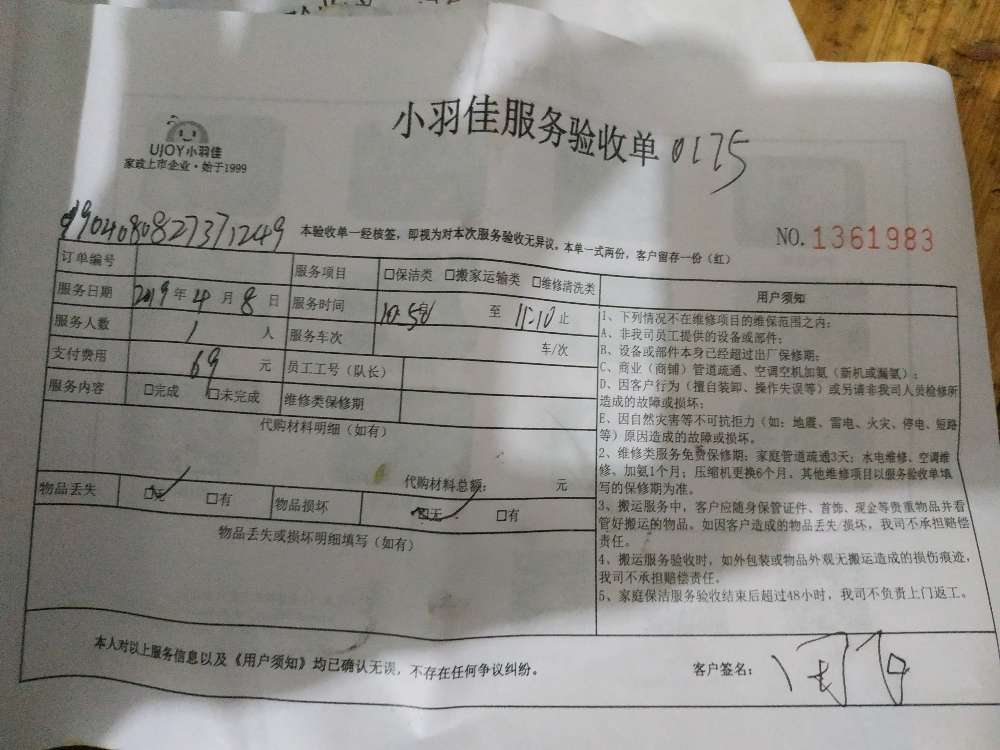 小羽佳服务验收单 0175
UJOY小羽佳
家政上市企业·始于1999
1904080827371249
本验收单一经核签，即视为对本次服务验收无异议。本单一式两份，客户留存一份（红）
NO.1361983
订单编号 服务项目 □保洁类 □搬家运输类 □维修清洗类
服务日期 2019年4月8日 服务时间 10:50 至 11:10 止
服务人数 1 人 服务车次 车/次
支付费用 69 元 员工工号（队长）
服务内容 □完成 □未完成 维修类保修期
代购材料明细（如有）
代购材料总额： 元
物品丢失 □无 □有 物品损坏 □无 □有
物品丢失或损坏明细填写（如有）
用户须知
1、下列情况不在维修项目的维保范围之内：
A、非我司员工提供的设备或部件；
B、设备或部件本身已经超过出厂保修期；
C、商业（商铺）管道疏通、空调空机加氨（新机或漏氨）；
D、因客户行为（擅自装卸、操作失误等）或另请非我司人员检修所
造成的故障或损坏；
E、因自然灾害等不可抗拒力（如：地震、雷电、火灾、停电、短路
等）原因造成的故障或损坏。
2、维修类服务免费保修期：家庭管道疏通3天；水电维修、空调维
修、加氨1个月；压缩机更换6个月。其他维修项目以服务验收单填
写的保修期为准。
3、搬运服务中，客户应随身保管证件、首饰、现金等贵重物品并看
管好搬运的物品。如因客户造成的物品丢失/损坏，我司不承担赔偿
责任。
4、搬运服务验收时，如外包装或物品外观无搬运造成的损伤痕迹，
我司不承担赔偿责任。
5、家庭保洁服务验收结束后超过48小时，我司不负责上门返工。
本人对以上服务信息以及《用户须知》均已确认无误，不存在任何争议纠纷。
客户签名：